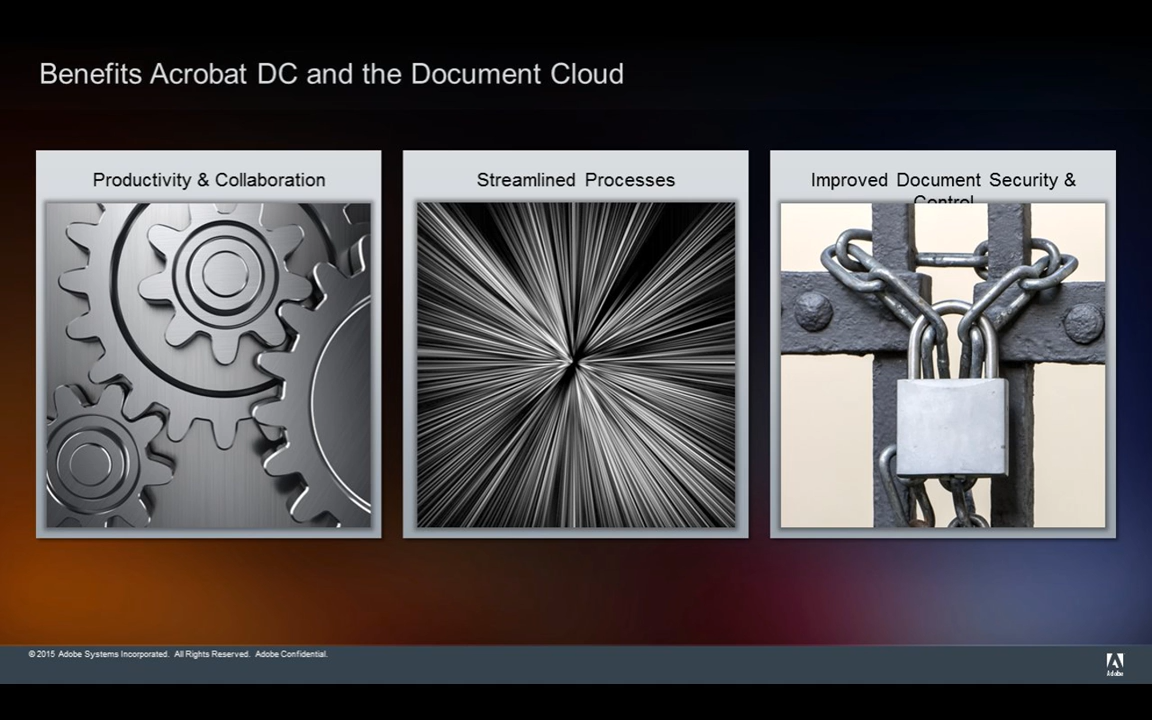 Benefits Acrobat DC and the Document Cloud
Productivity & Collaboration
Streamlined Processes
Improved Document Security &
Control
© 2015 Adobe Systems Incorporated. All Rights Reserved. Adobe Confidential.
Adobe